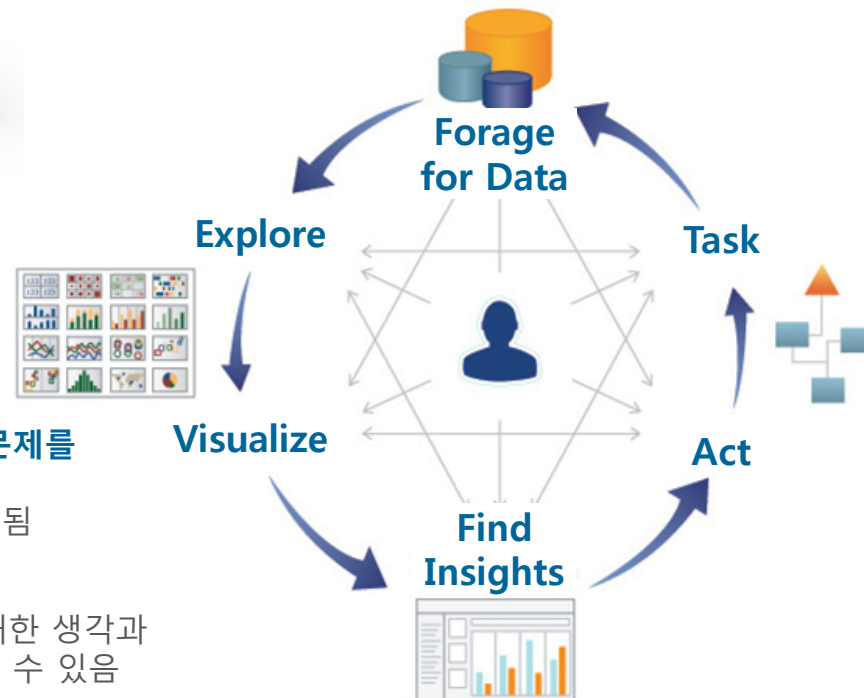 Forage
for Data
Explore
Task
Visualize
Act
Find
Insights
문제를
됨
생각과
수 있음